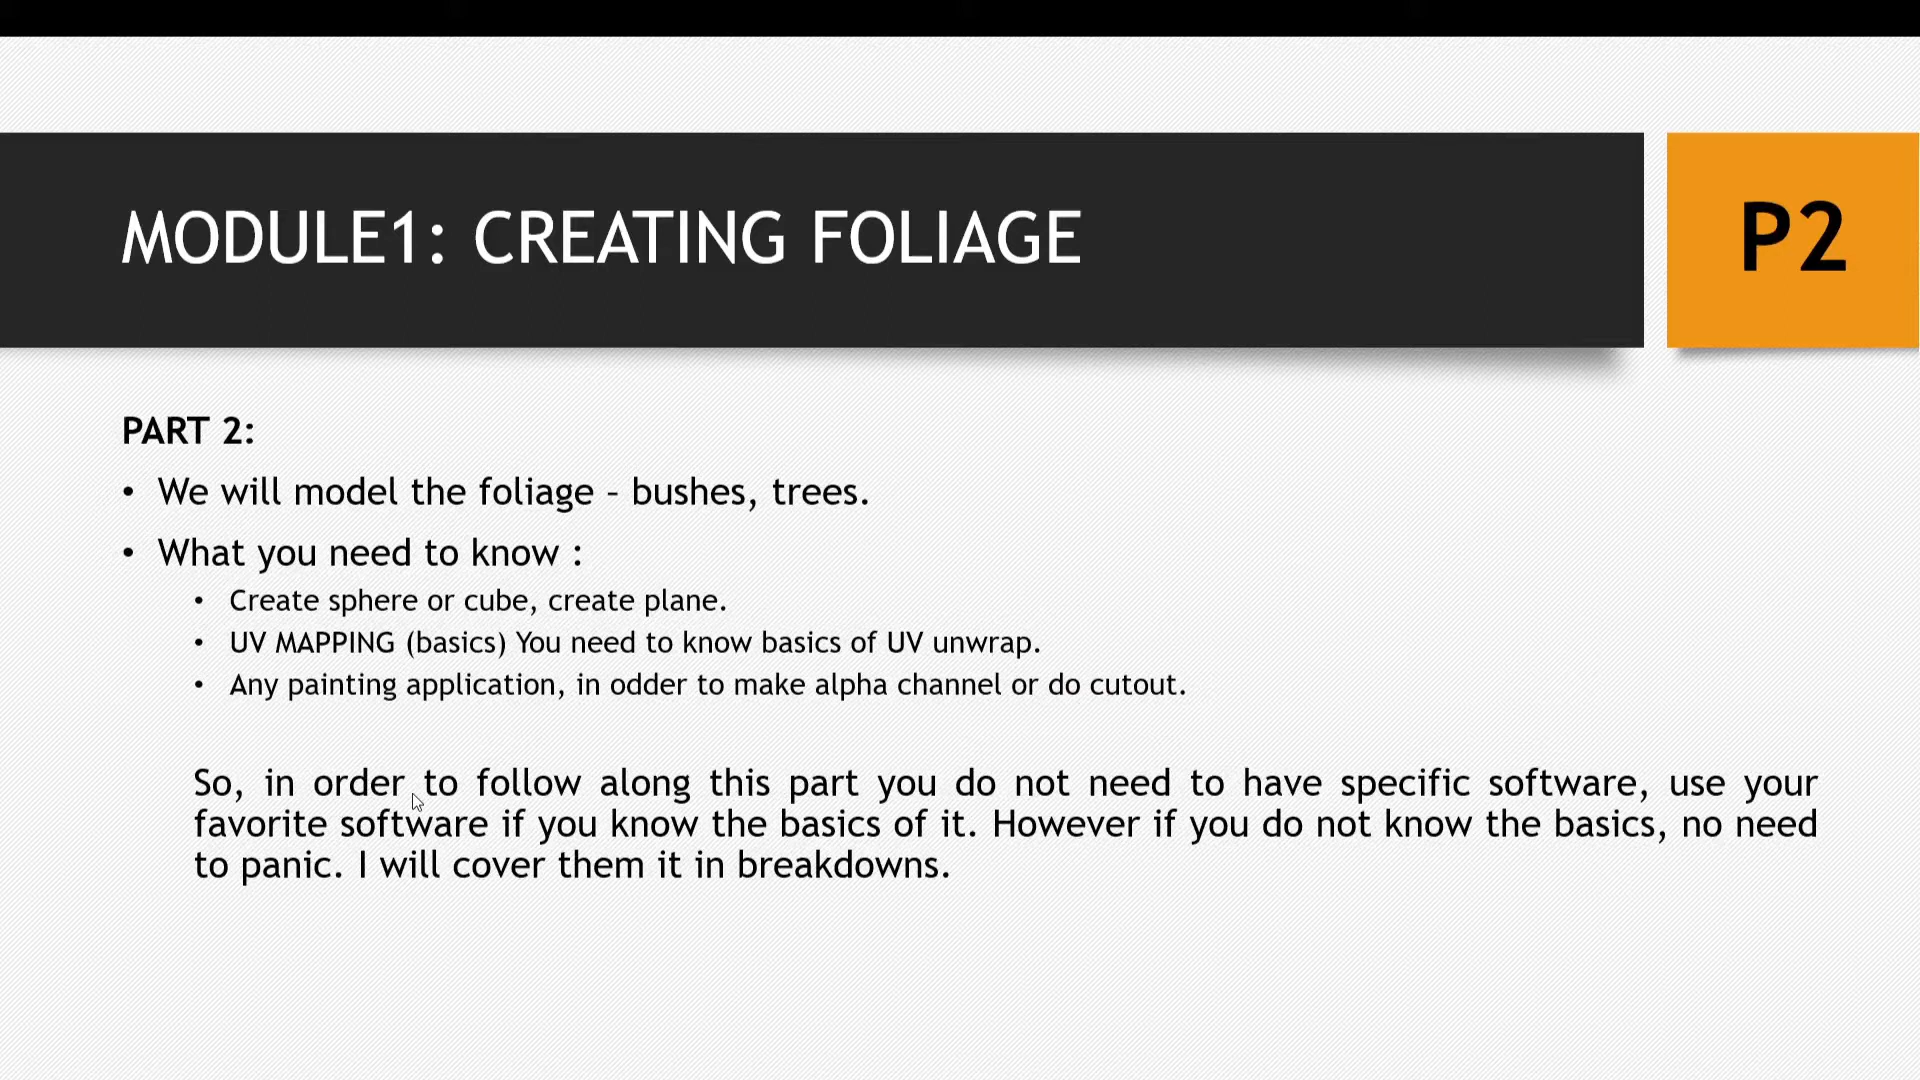 MODULE1: CREATING FOLIAGE
P2
PART 2:
• We will model the foliage – bushes, trees.
• What you need to know :
• Create sphere or cube, create plane.
• UV MAPPING (basics) You need to know basics of UV unwrap.
• Any painting application, in odder to make alpha channel or do cutout.
So, in order to follow along this part you do not need to have specific software, use your
favorite software if you know the basics of it. However if you do not know the basics, no need
to panic. I will cover them it in breakdowns.